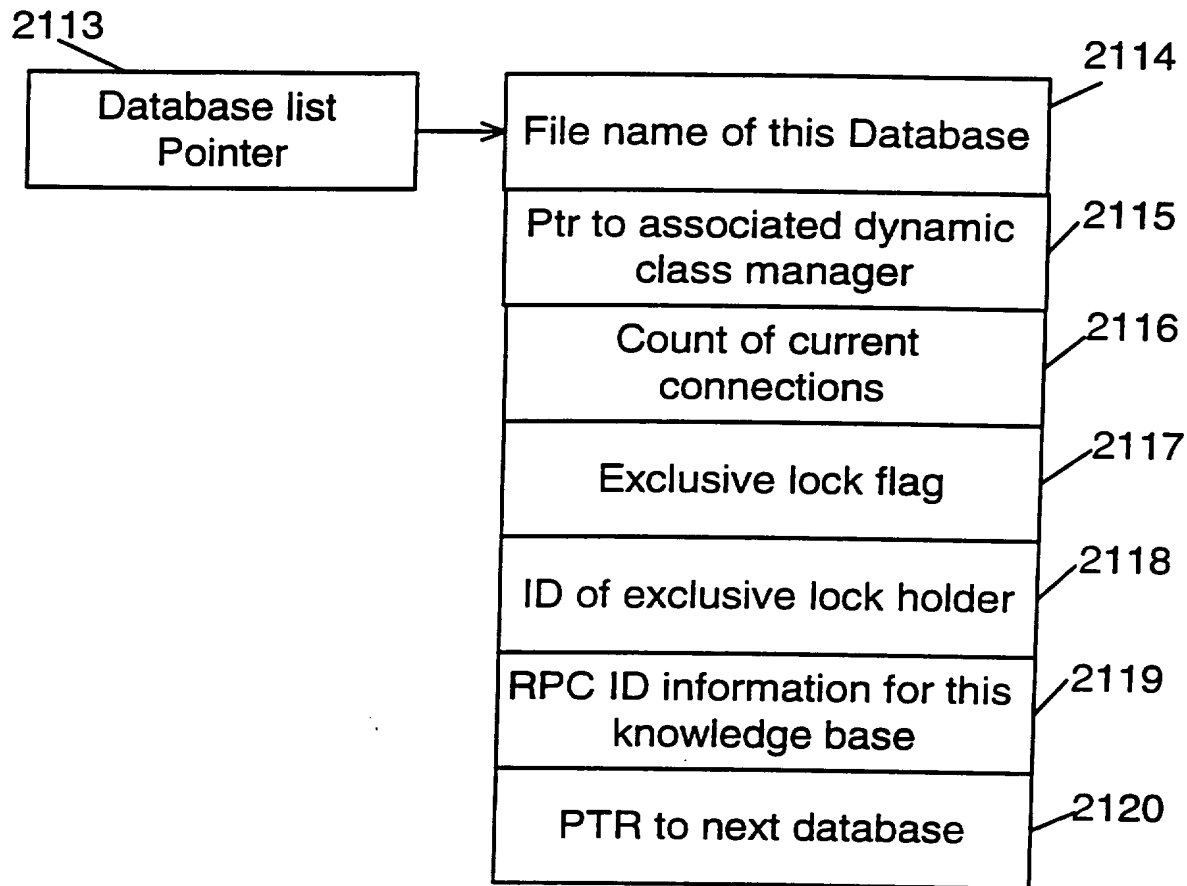 2113
Database list
Pointer
2114
File name of this Database
Ptr to associated dynamic
class manager
2115
Count of current
connections
2116
Exclusive lock flag
2117
ID of exclusive lock holder
2118
RPC ID information for this
knowledge base
2119
PTR to next database
2120